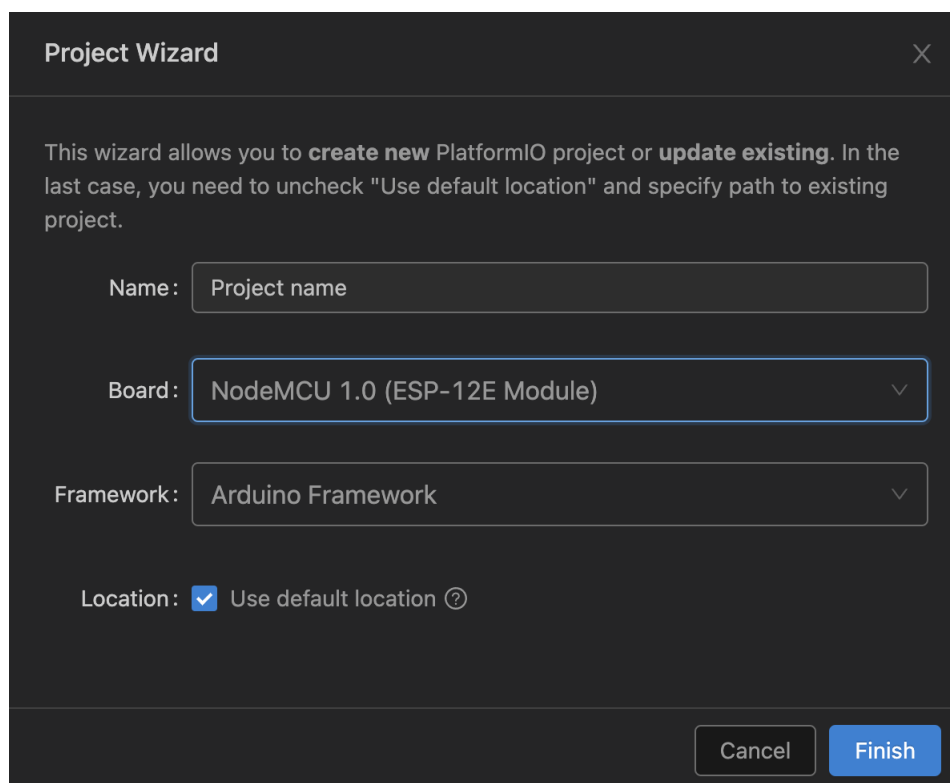 Project Wizard
This wizard allows you to create new PlatformIO project or update existing. In the
last case, you need to uncheck "Use default location" and specify path to existing
project.
Name: Project name
Board: NodeMCU 1.0 (ESP-12E Module)
Framework: Arduino Framework
Location: Use default location ?
Cancel Finish